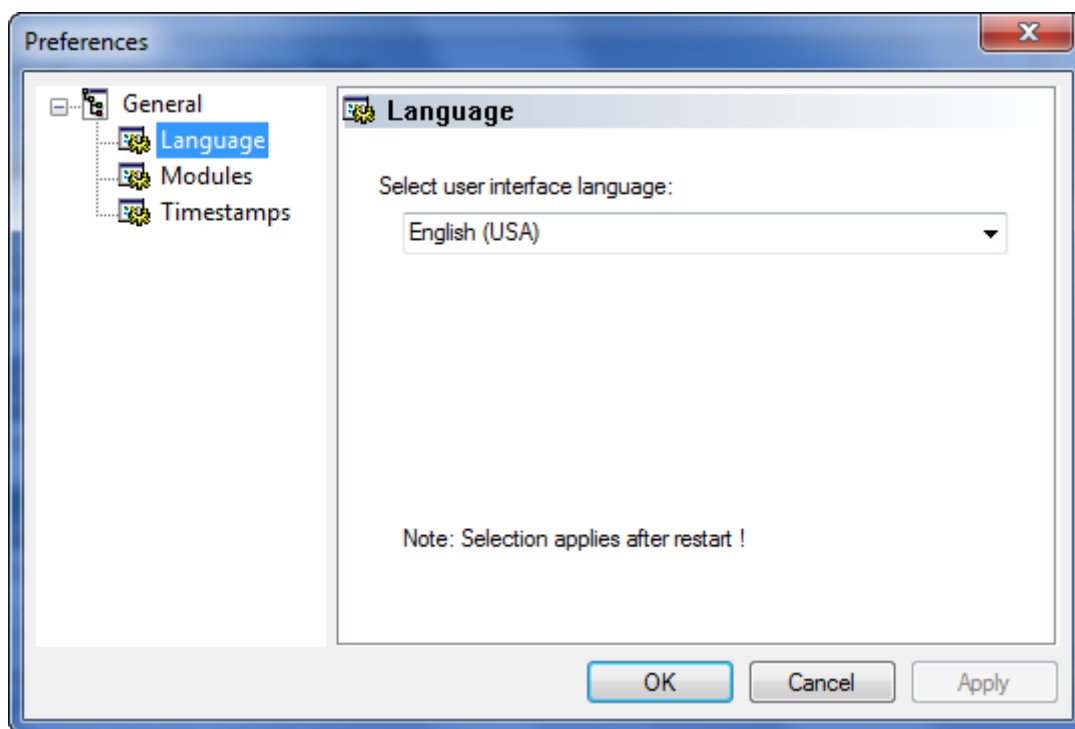 Preferences
General
Language
Modules
Timestamps
Language
Select user interface language:
English (USA)
Note: Selection applies after restart !
OK
Cancel
Apply